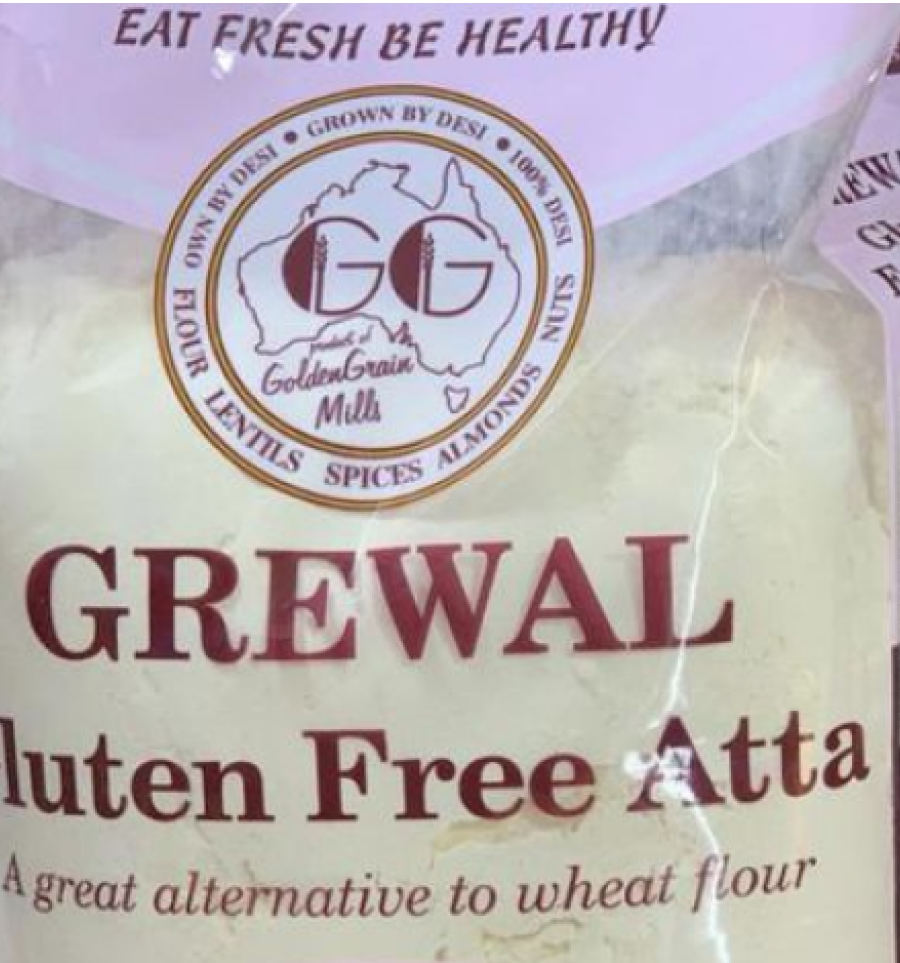 EAT FRESH BE HEALTHY
OWN BY DESI • GROWN BY DESI • 100% DESI
GG
product of
GoldenGrain
Mills
FLOUR LENTILS SPICES ALMONDS NUTS
GREWAL
luten Free Atta
A great alternative to wheat flour